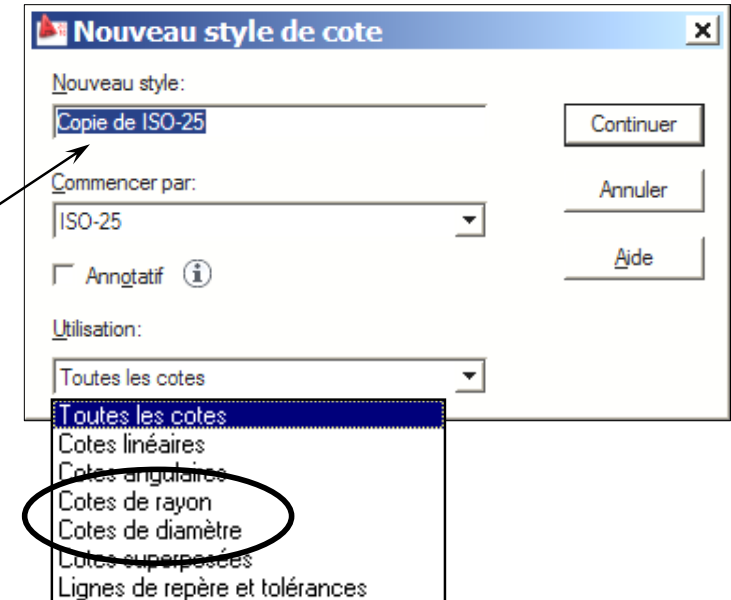 Nouveau style de cote
Nouveau style:
Copie de ISO-25
Continuer
Commencer par:
Annuler
ISO-25
Annotatif
Aide
Utilisation:
Toutes les cotes
Toutes les cotes
Cotes linéaires
Cotes angulaires
Cotes de rayon
Cotes de diamètre
Cotes superposées
Lignes de repère et tolérances